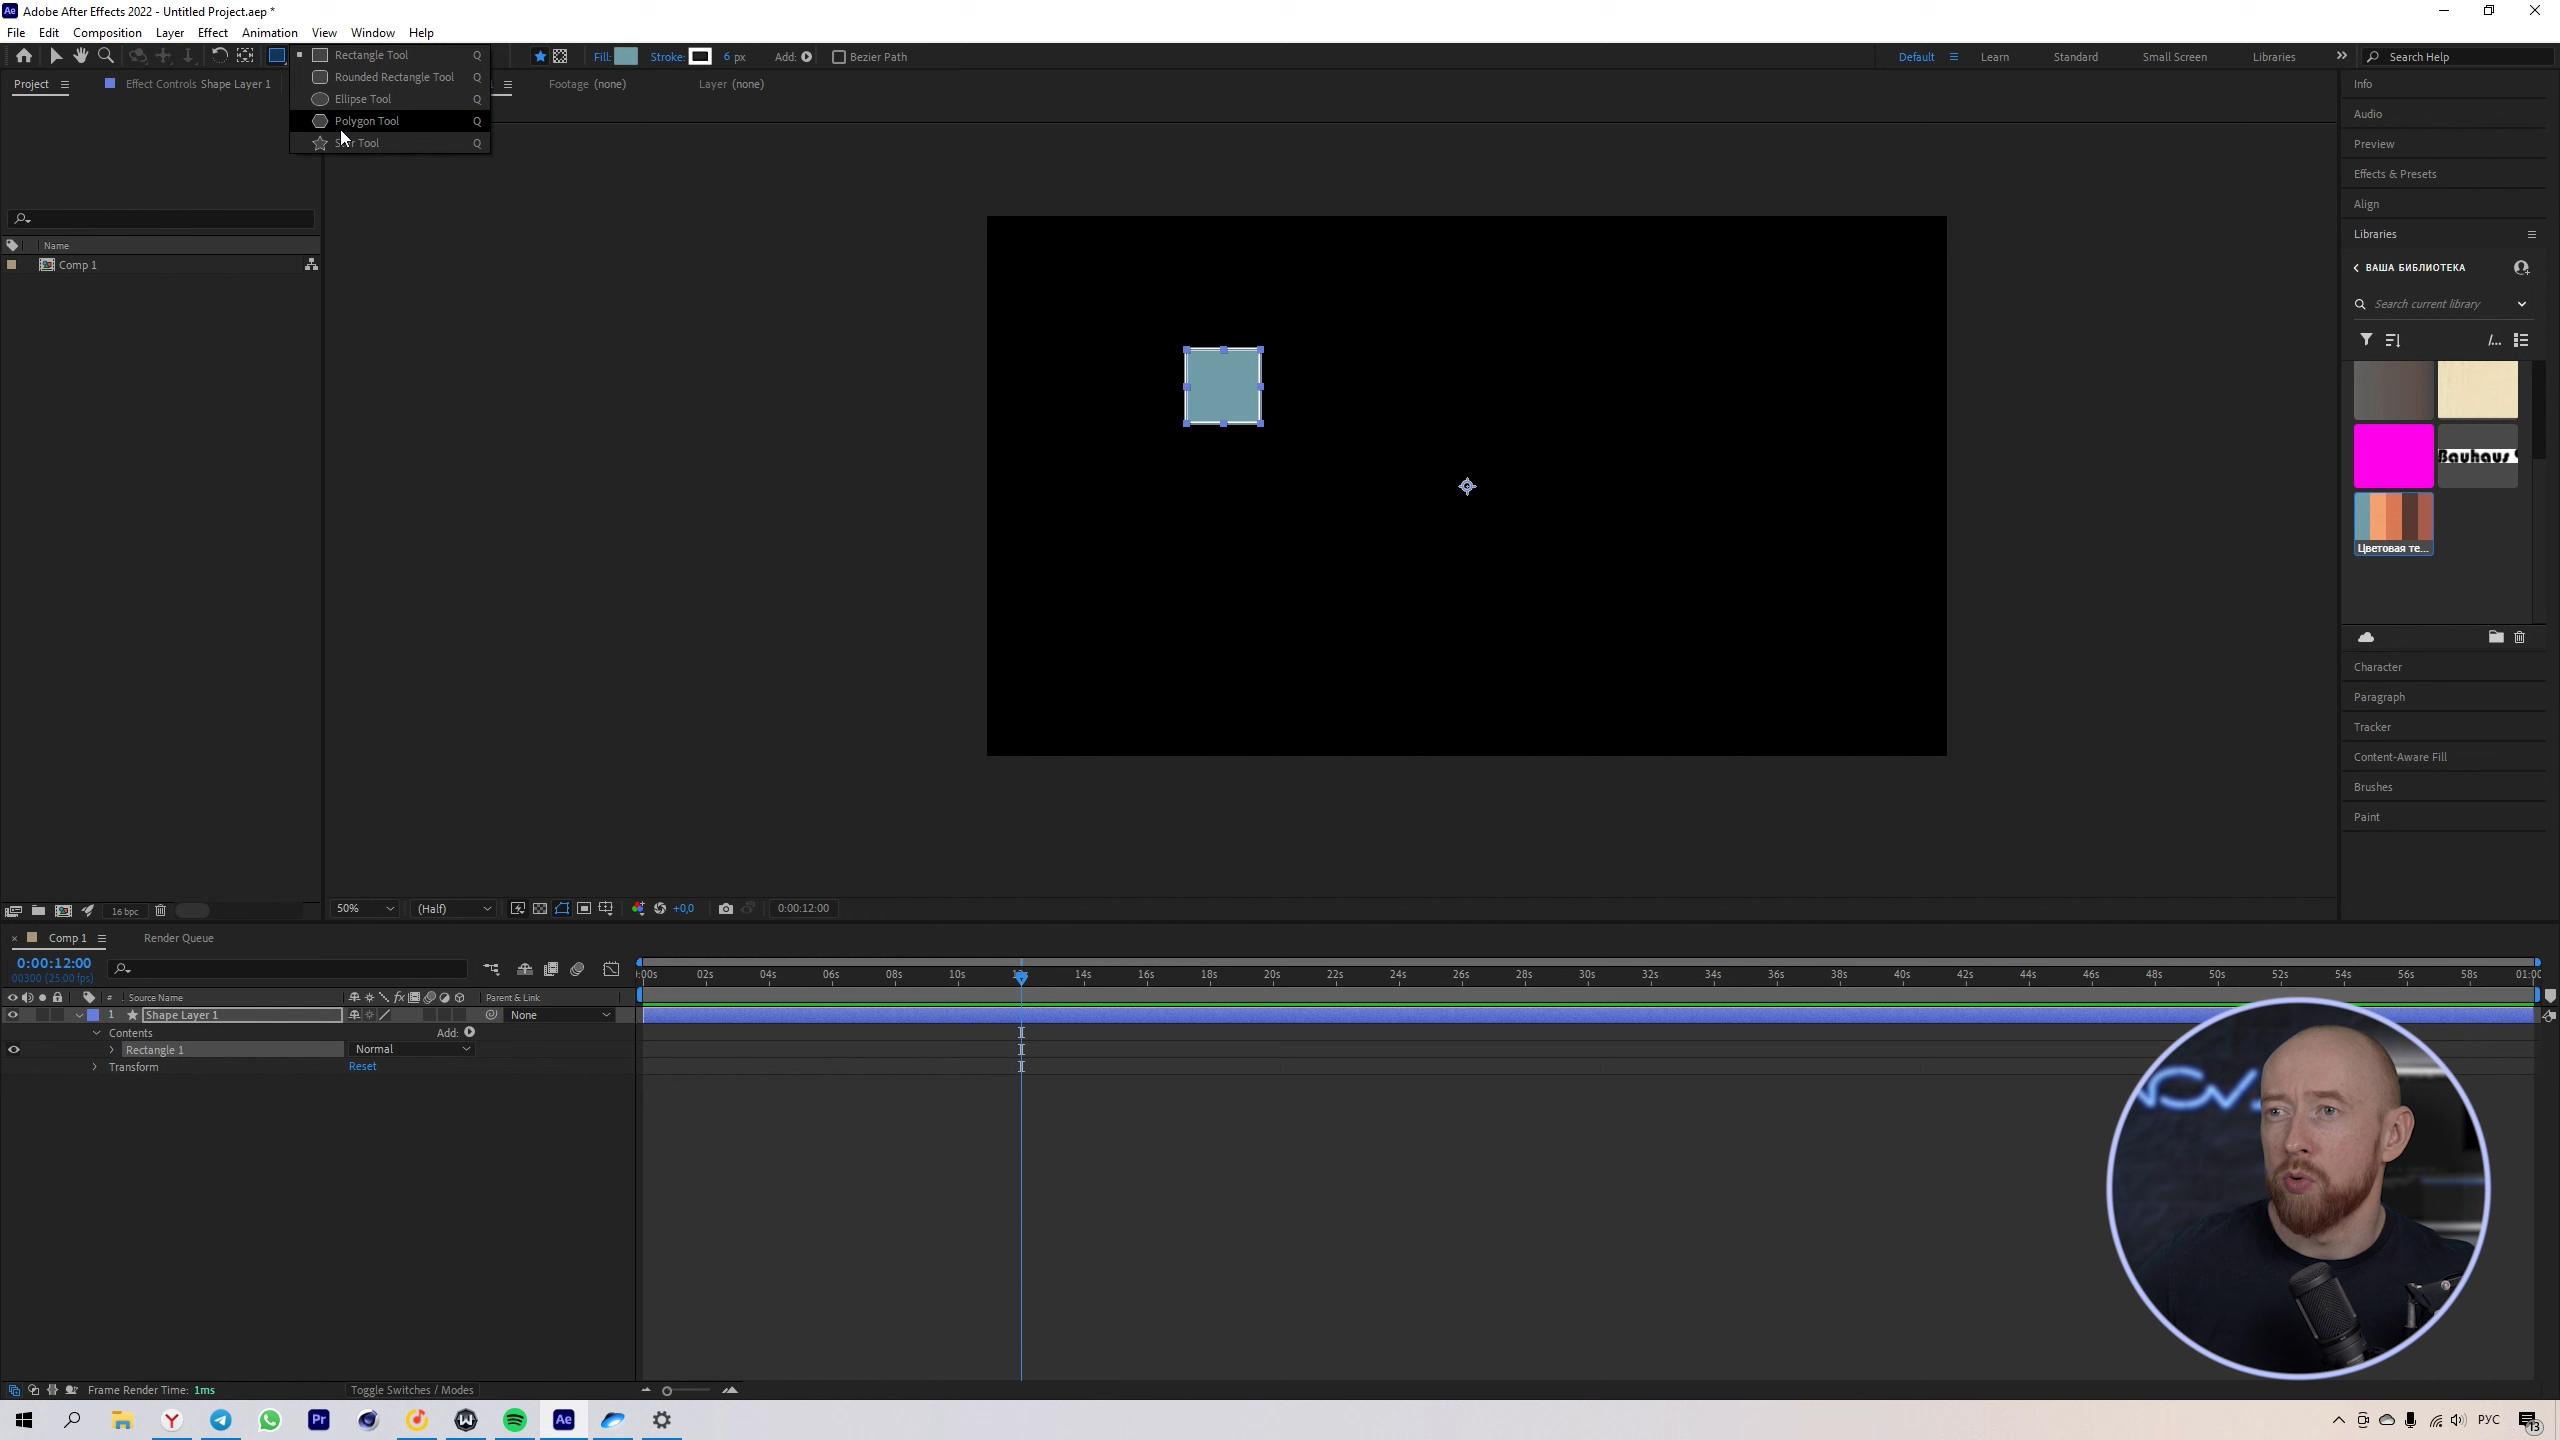 Adobe After Effects 2022 - Untitled Project.aep *
File Edit Composition Layer Effect Animation View Window Help
Rectangle Tool Q
Rounded Rectangle Tool Q
Ellipse Tool Q
Polygon Tool Q
Tool Q
Fill: Stroke: 6 px Add: Bezier Path
Default Learn Standard Small Screen Libraries Search Help
Project Effect Controls Shape Layer 1 Footage (none) Layer (none)
Name
Comp 1
Info
Audio
Preview
Effects & Presets
Align
Libraries
ВАША БИБЛИОТЕКА
Search current library
/...
Bauhaus 9
Цветовая те...
Character
Paragraph
Tracker
Content-Aware Fill
Brushes
Paint
16 bpc
50% (Half) +0,0 0:00:12:00
Comp 1 Render Queue
0:00:12:00
00300 (25.00 fps)
# Source Name fx Parent & Link
:00s 02s 04s 06s 08s 10s 14s 16s 18s 20s 22s 24s 26s 28s 30s 32s 34s 36s 38s 40s 42s 44s 46s 48s 50s 52s 54s 56s 58s 01:00
1 Shape Layer 1 None
Contents Add:
Rectangle 1 Normal
Transform Reset
Frame Render Time: 1ms Toggle Switches / Modes
Pr Ae РУС 13